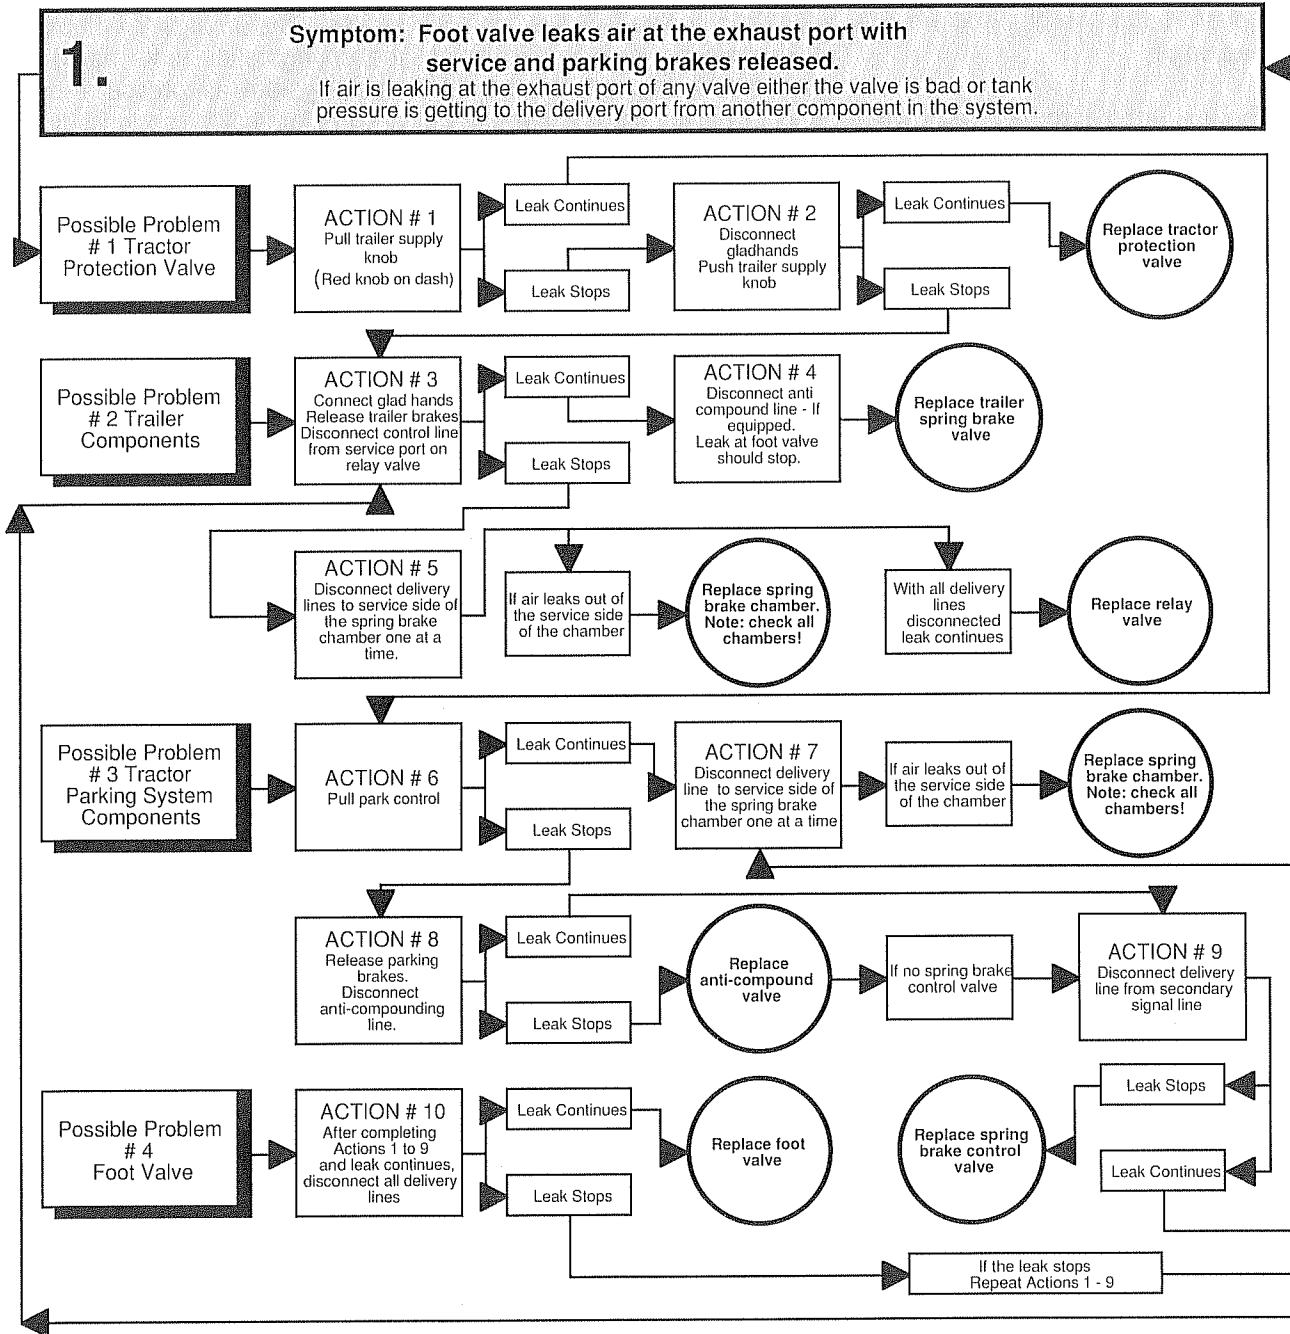 1.
Symptom: Foot valve leaks air at the exhaust port with
service and parking brakes released.
If air is leaking at the exhaust port of any valve either the valve is bad or tank
pressure is getting to the delivery port from another component in the system.
Possible Problem
# 1 Tractor
Protection Valve
ACTION # 1
Pull trailer supply
knob
(Red knob on dash)
Leak Continues
Leak Stops
ACTION # 2
Disconnect
gladhands
Push trailer supply
knob
Leak Continues
Leak Stops
Replace tractor
protection
valve
Possible Problem
# 2 Trailer
Components
ACTION # 3
Connect glad hands
Release trailer brakes
Disconnect control line
from service port on
relay valve
Leak Continues
Leak Stops
ACTION # 4
Disconnect anti
compound line - If
equipped.
Leak at foot valve
should stop.
Replace trailer
spring brake
valve
ACTION # 5
Disconnect delivery
lines to service side of
the spring brake
chamber one at a
time.
If air leaks out of
the service side
of the chamber
Replace spring
brake chamber.
Note: check all
chambers!
With all delivery
lines
disconnected
leak continues
Replace relay
valve
Possible Problem
# 3 Tractor
Parking System
Components
ACTION # 6
Pull park control
Leak Continues
Leak Stops
ACTION # 7
Disconnect delivery
line to service side of
the spring brake
chamber one at a time
If air leaks out of
the service side
of the chamber
Replace spring
brake chamber.
Note: check all
chambers!
ACTION # 8
Release parking
brakes.
Disconnect
anti-compounding
line.
Leak Continues
Leak Stops
Replace
anti-compound
valve
If no spring brake
control valve
ACTION # 9
Disconnect delivery
line from secondary
signal line
Leak Stops
Leak Continues
Replace spring
brake control
valve
Possible Problem
# 4
Foot Valve
ACTION # 10
After completing
Actions 1 to 9
and leak continues,
disconnect all delivery
lines
Leak Continues
Leak Stops
Replace foot
valve
If the leak stops
Repeat Actions 1 - 9